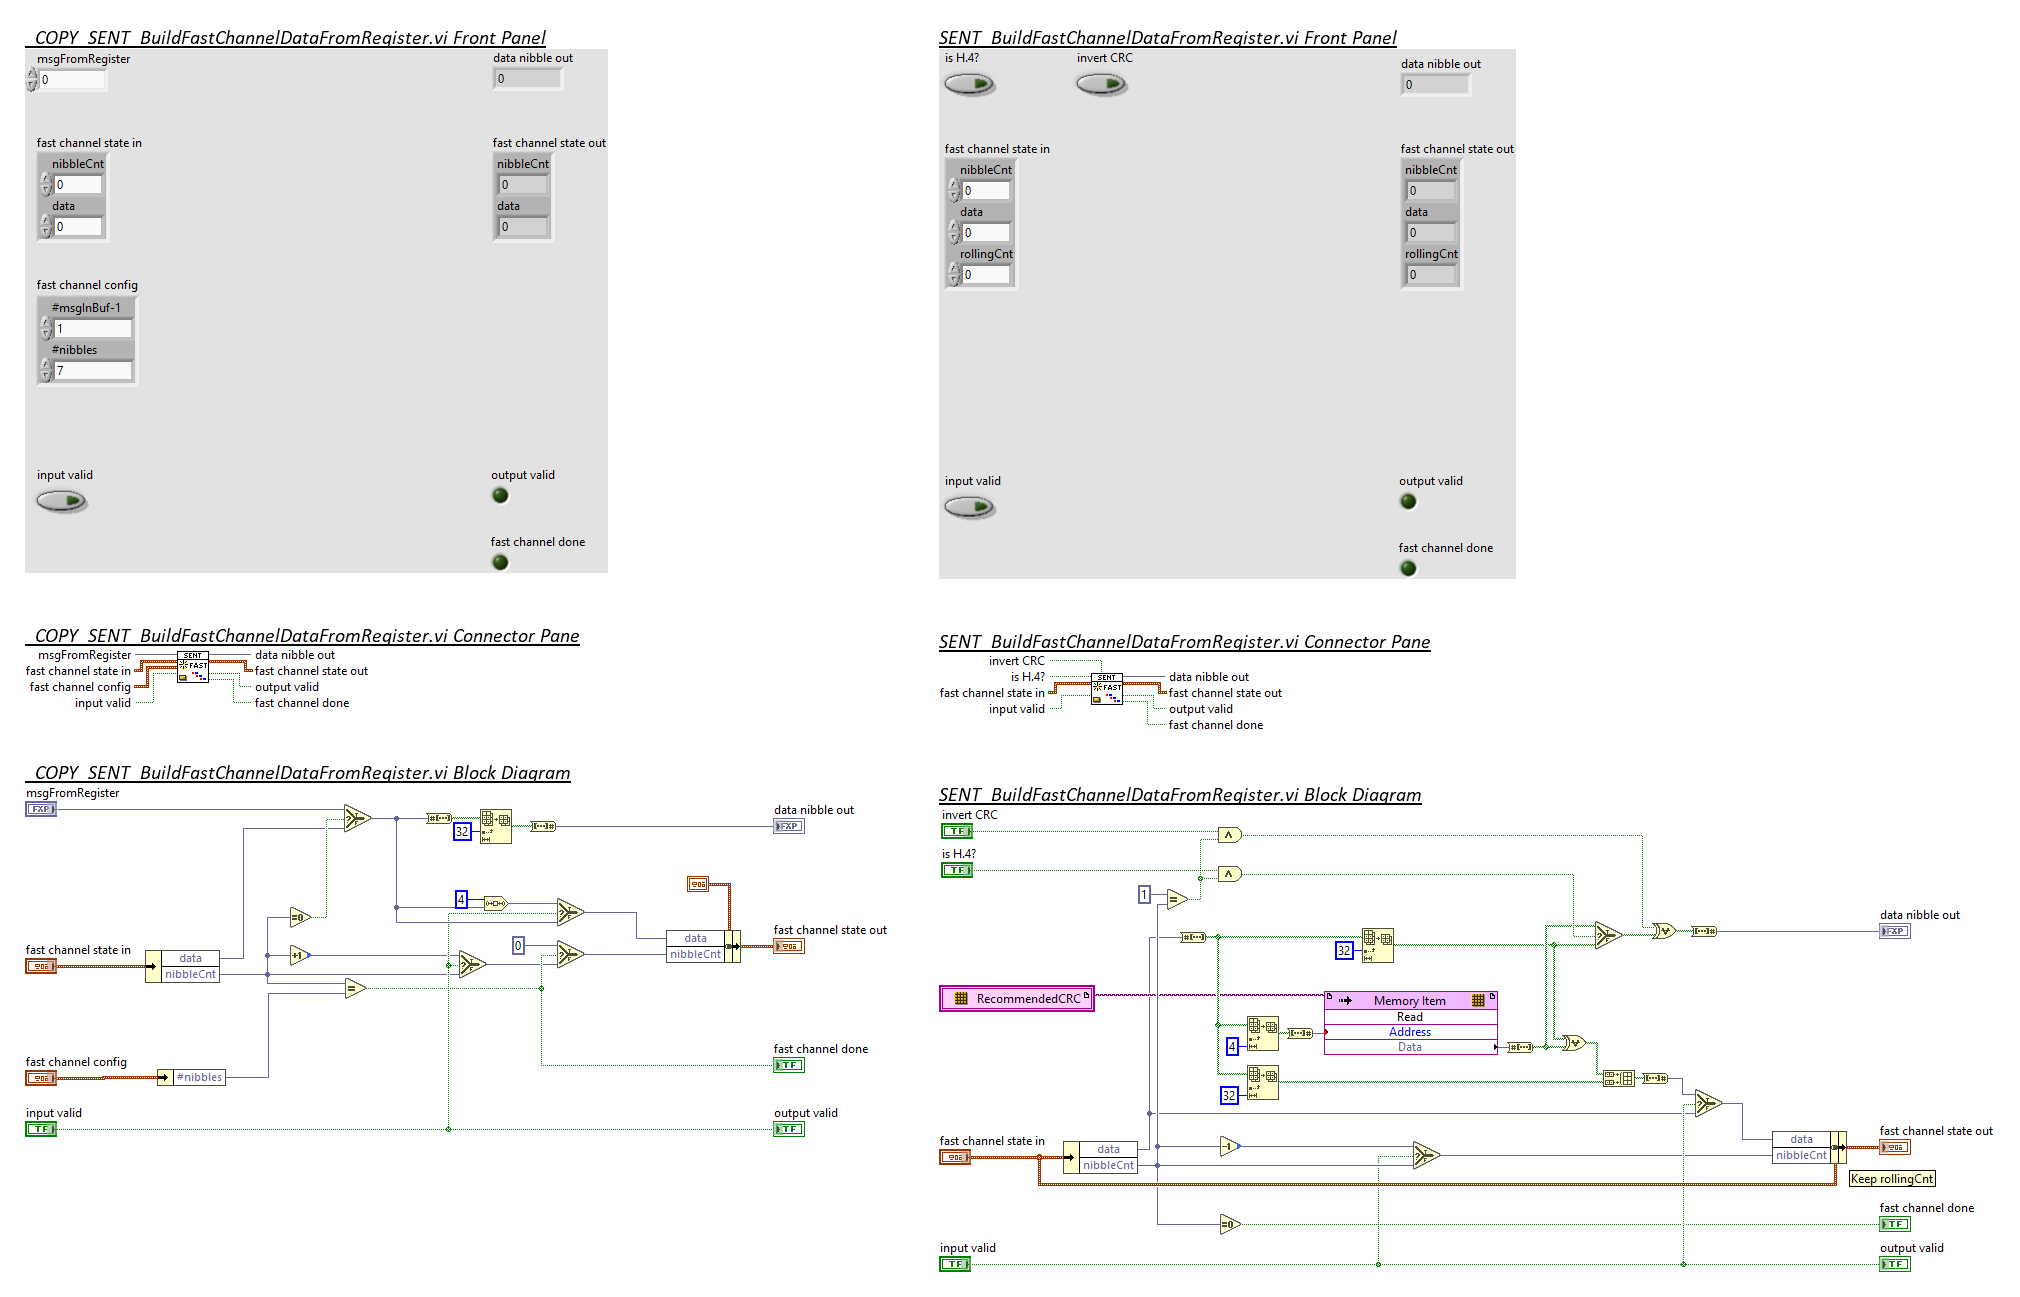 _COPY_SENT_BuildFastChannelDataFromRegister.vi Front Panel
msgFromRegister
0
data nibble out
0
fast channel state in
nibbleCnt
0
data
0
fast channel state out
nibbleCnt
0
data
0
fast channel config
#msgInBuf-1
1
#nibbles
7
input valid
output valid
fast channel done
_COPY_SENT_BuildFastChannelDataFromRegister.vi Connector Pane
msgFromRegister
fast channel state in
fast channel config
input valid
SENT
FAST
data nibble out
fast channel state out
output valid
fast channel done
_COPY_SENT_BuildFastChannelDataFromRegister.vi Block Diagram
msgFromRegister
FXP
32
data nibble out
FXP
4
=0
+1
0
?
T
F
fast channel state in
data
nibbleCnt
=
data
nibbleCnt
fast channel state out
fast channel config
#nibbles
fast channel done
TF
input valid
TF
output valid
TF
SENT_BuildFastChannelDataFromRegister.vi Front Panel
is H.4?
invert CRC
data nibble out
0
fast channel state in
nibbleCnt
0
data
0
rollingCnt
0
fast channel state out
nibbleCnt
0
data
0
rollingCnt
0
input valid
output valid
fast channel done
SENT_BuildFastChannelDataFromRegister.vi Connector Pane
invert CRC
is H.4?
fast channel state in
input valid
SENT
FAST
data nibble out
fast channel state out
output valid
fast channel done
SENT_BuildFastChannelDataFromRegister.vi Block Diagram
invert CRC
TF
is H.4?
TF
1
=
32
data nibble out
FXP
RecommendedCRC
Memory Item
Read
Address
Data
4
32
fast channel state in
data
nibbleCnt
-1
data
nibbleCnt
fast channel state out
Keep rollingCnt
=0
fast channel done
TF
input valid
TF
output valid
TF